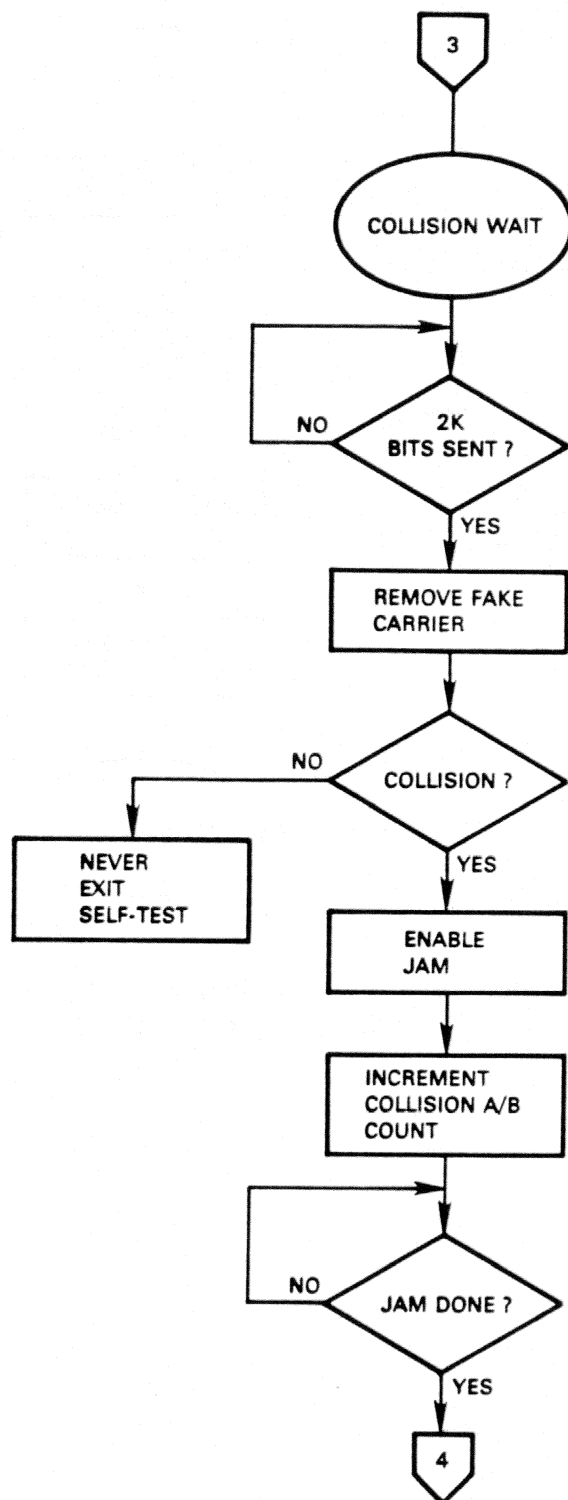 3
COLLISION WAIT
2K
BITS SENT ?
NO
YES
REMOVE FAKE
CARRIER
NO
COLLISION ?
YES
NEVER
EXIT
SELF-TEST
ENABLE
JAM
INCREMENT
COLLISION A/B
COUNT
NO
JAM DONE ?
YES
4